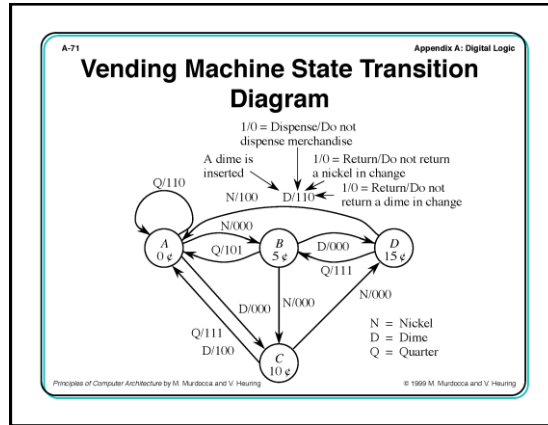 A-71
Appendix A: Digital Logic
Vending Machine State Transition
Diagram
1/0 = Dispense/Do not
dispense merchandise
A dime is
inserted
1/0 = Return/Do not return
a nickel in change
D/110
1/0 = Return/Do not
return a dime in change
Q/110
N/100
N/000
A
0 ¢
Q/101
B
5 ¢
D/000
Q/111
D
15 ¢
D/000
N/000
N/000
Q/111
D/100
C
10 ¢
N = Nickel
D = Dime
Q = Quarter
Principles of Computer Architecture by M. Murdocca and V. Heuring
© 1999 M. Murdocca and V. Heuring